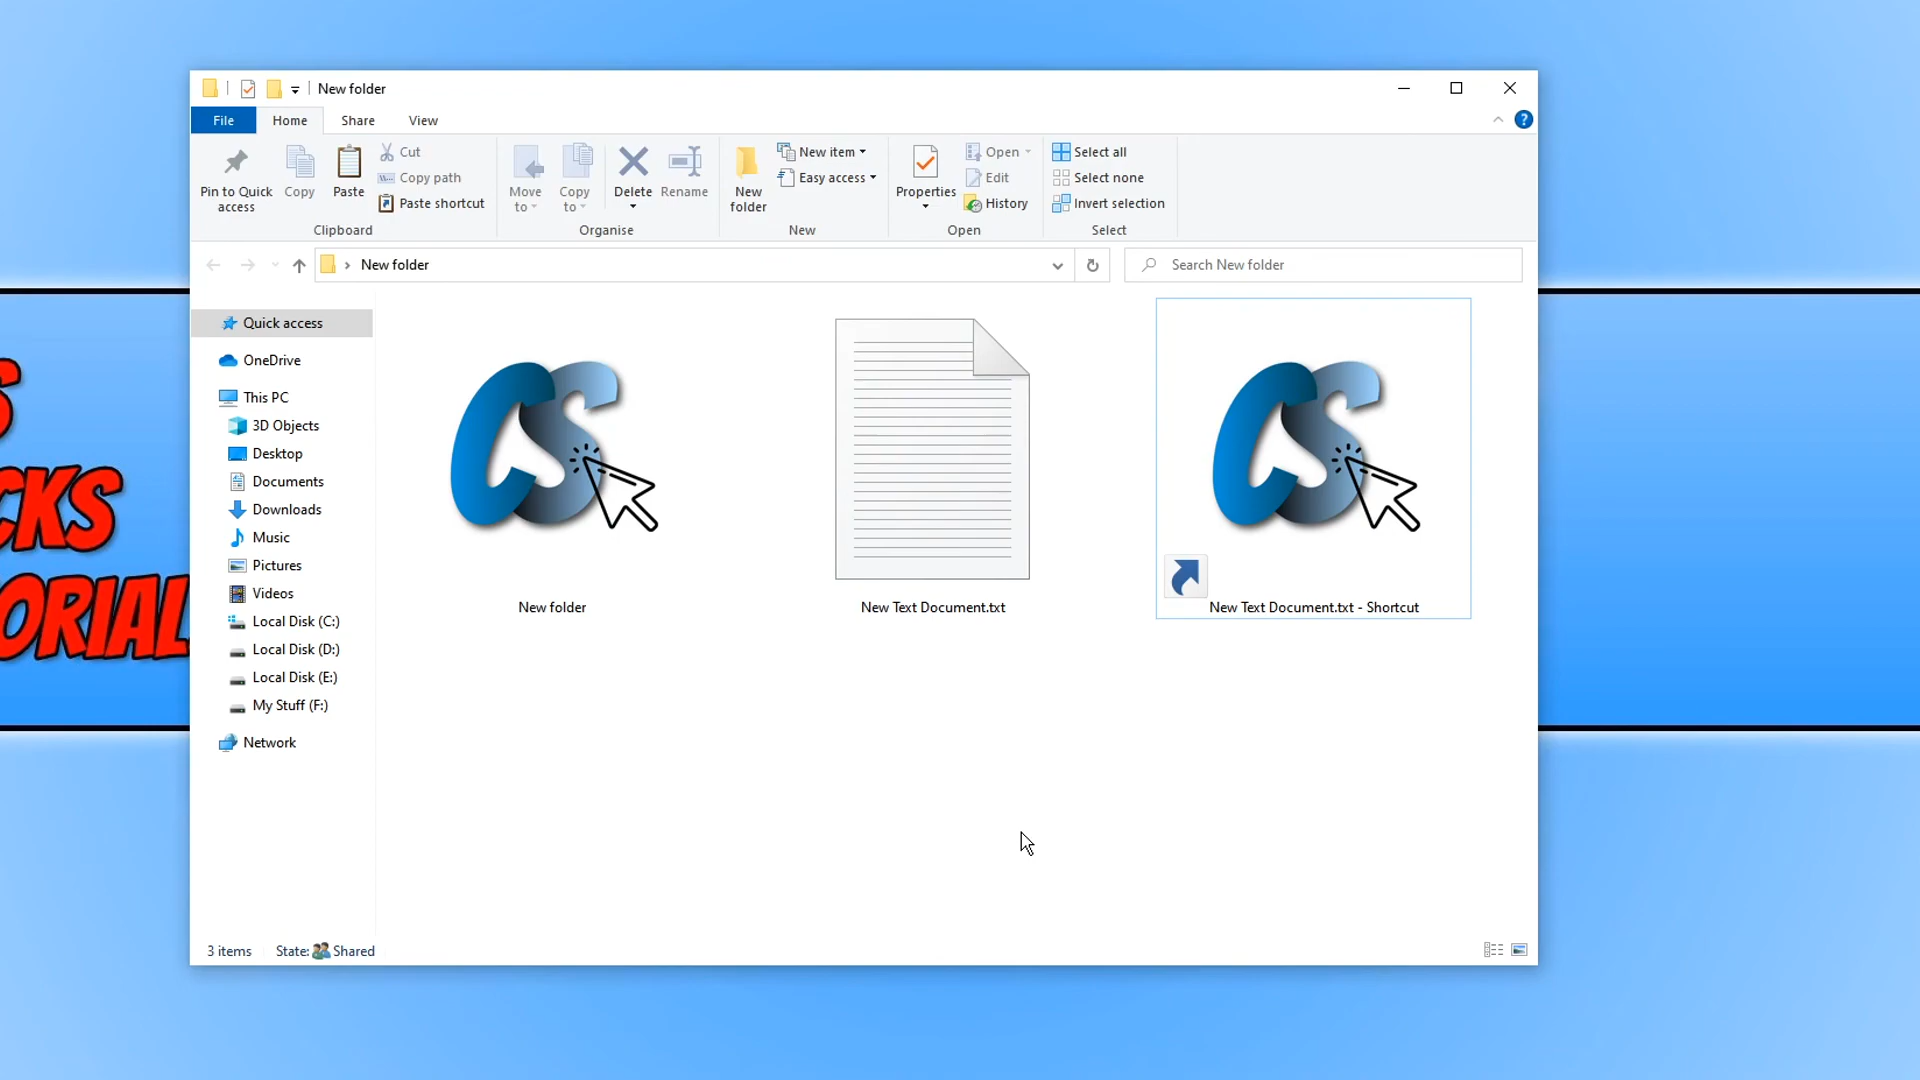 New folder
File Home Share View
Pin to Quick access
Copy
Paste
Cut
Copy path
Paste shortcut
Clipboard
Move to
Copy to
Delete
Rename
Organise
New folder
New item
Easy access
New
Properties
Open
Edit
History
Open
Select all
Select none
Invert selection
Select
New folder
Search New folder
Quick access
OneDrive
This PC
3D Objects
Desktop
Documents
Downloads
Music
Pictures
Videos
Local Disk (C:)
Local Disk (D:)
Local Disk (E:)
My Stuff (F:)
Network
CS
New folder
New Text Document.txt
CS
New Text Document.txt - Shortcut
3 items State: Shared